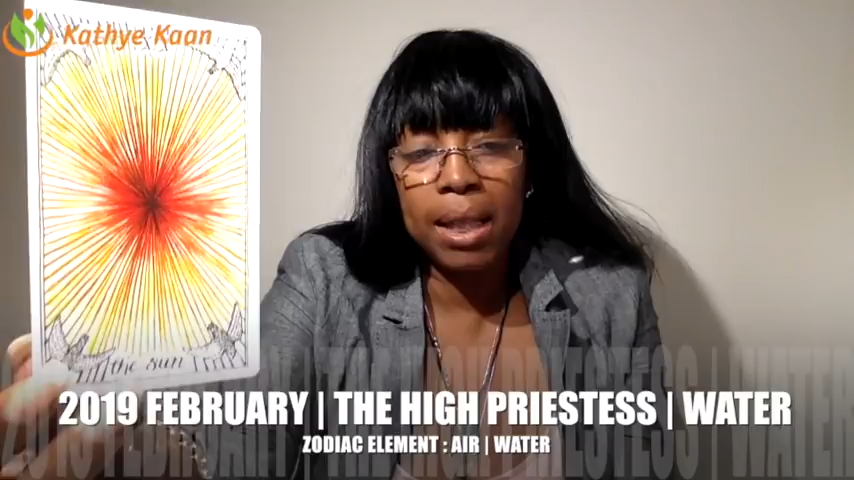 Kathye Kaan
the sun
2019 FEBRUARY | THE HIGH PRIESTESS | WATER
ZODIAC ELEMENT : AIR | WATER